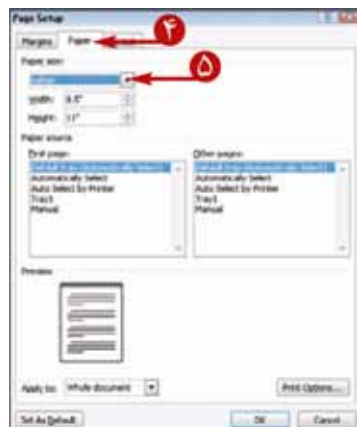 Page Setup
Margins Paper
۴
Paper size:
۵
Width: 8.5"
Height: 11"
Paper source
First page: Other pages:
Default tray (Automatically Select) Default tray (Automatically Select)
Automatically Select Automatically Select
Auto Select by Printer Auto Select by Printer
Tray1 Tray1
Manual Manual
Preview
Apply to: Whole document Print Options...
Set As Default OK Cancel